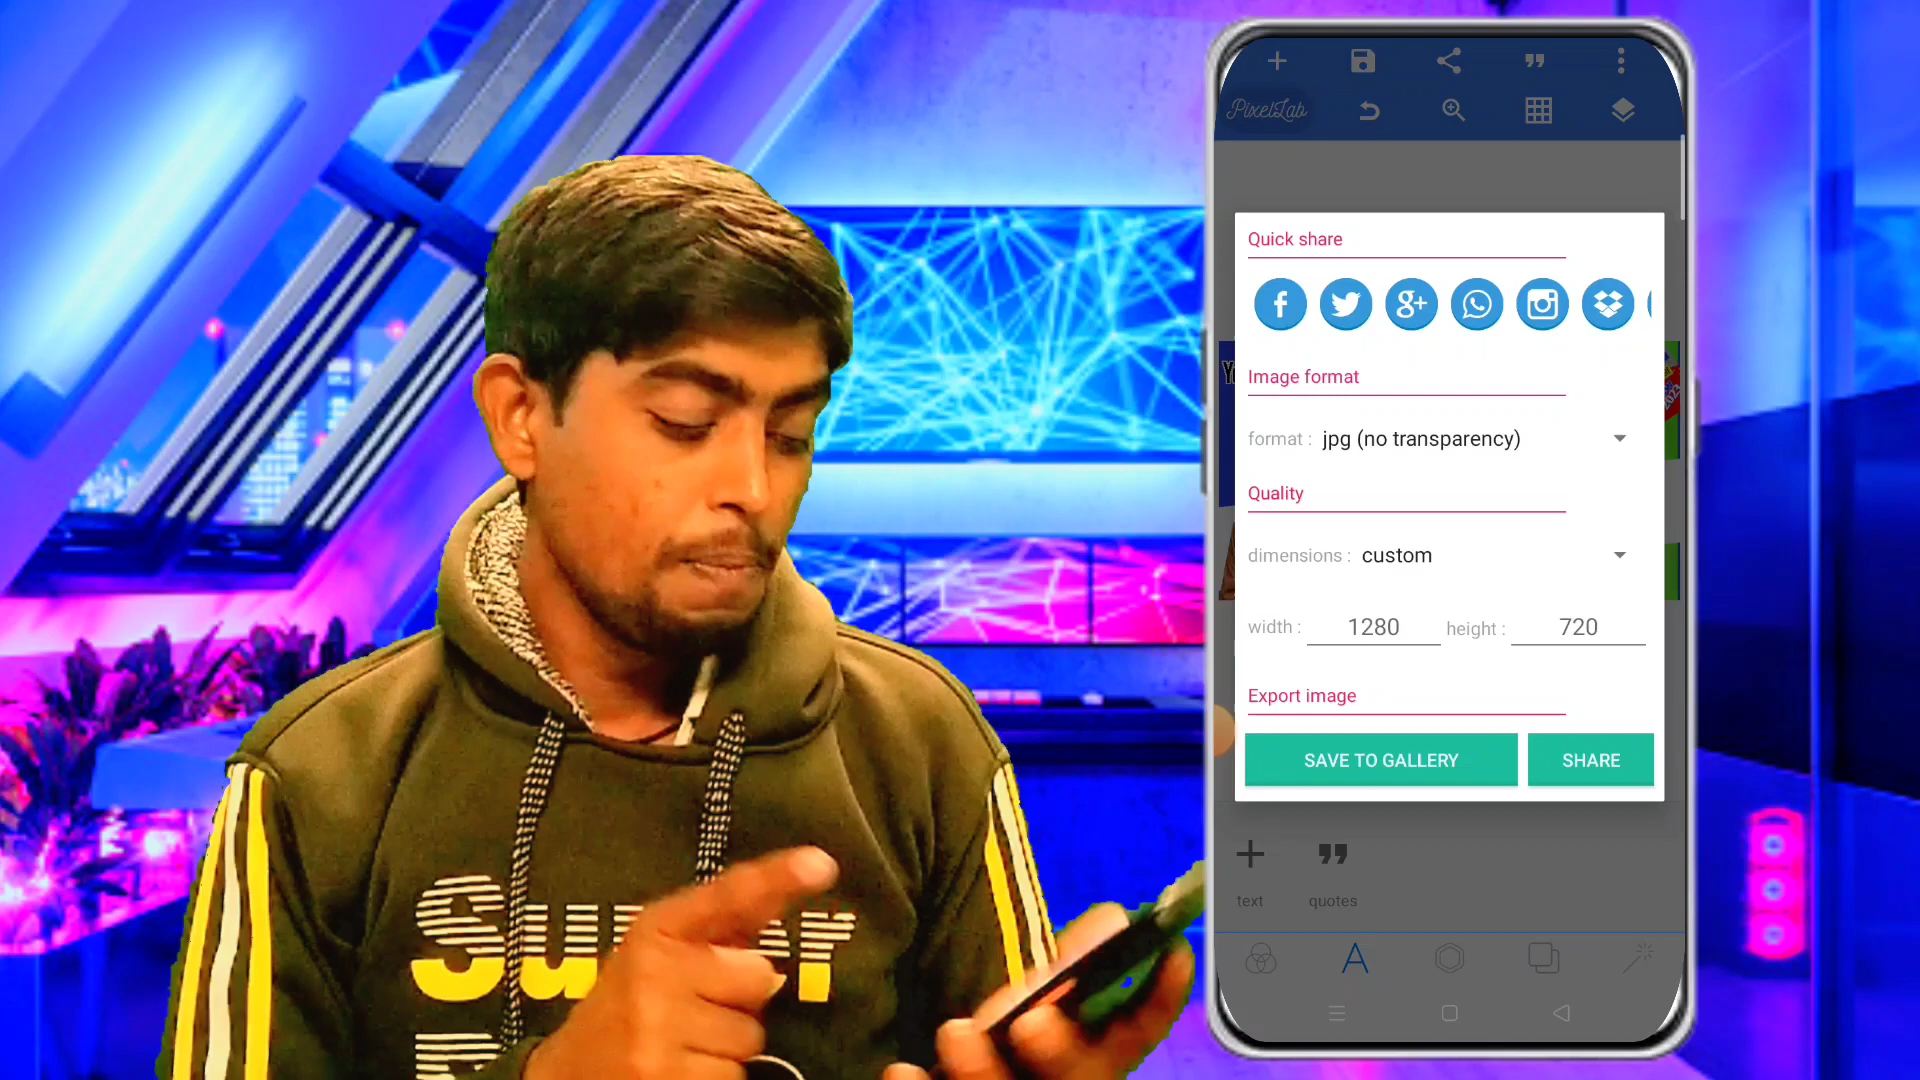 PixelLab
Quick share
Image format
format : jpg (no transparency)
Quality
dimensions : custom
width : 1280 height : 720
Export image
SAVE TO GALLERY SHARE
text quotes